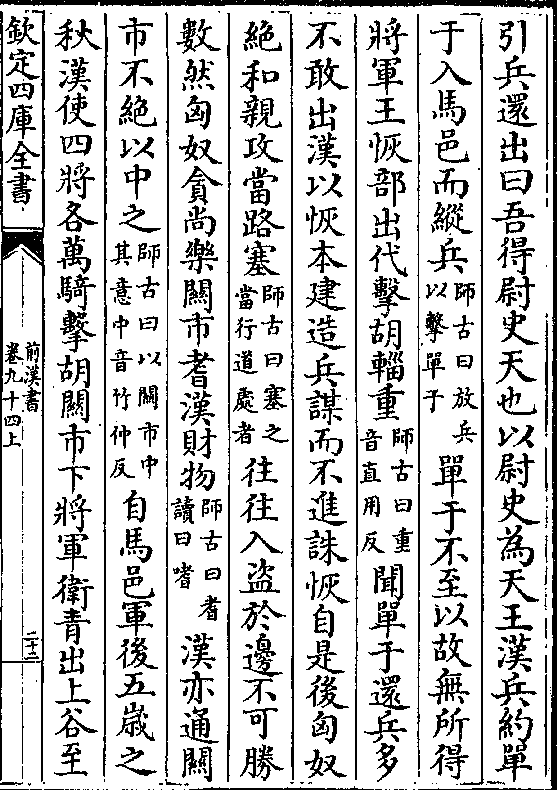 引兵還出曰吾得尉史天也以尉史為天王漢兵約單
于入馬邑而縱兵師古曰放兵以擊單于單于不至以故無所得
將軍王恢部出代擊胡輜重師古曰重音直用反聞單于還兵多
不敢出漢以恢本建造兵謀而不進誅恢自是後匈奴
絶和親攻當路塞師古曰塞之當行道處者往往入盜於邊不可勝
數然匈奴貪尚樂關市耆漢財物師古曰耆讀曰嗜漢亦通關
市不絶以中之師古曰以關市中其意中音竹仲反自馬邑軍後五歲之
秋漢使四將各萬騎擊胡關市下將軍衛青出上谷至
欽定四庫全書
前漢書
卷九十四上
二十二